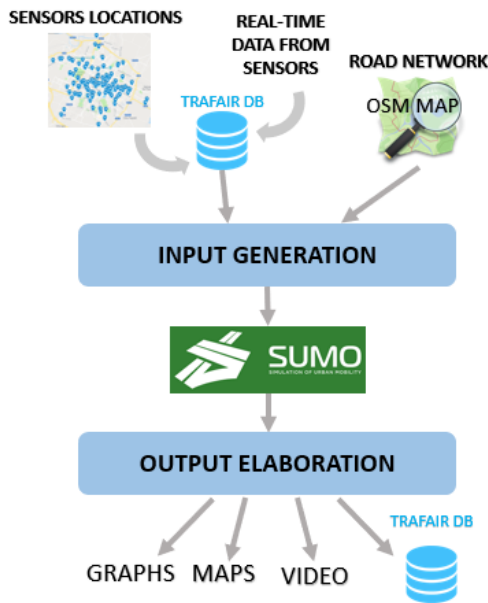 SENSORS LOCATIONS
REAL-TIME
DATA FROM
SENSORS
ROAD NETWORK
TRAFAIR DB
OSM MAP
INPUT GENERATION
SUMO
SIMULATION OF URBAN MOBILITY
OUTPUT ELABORATION
TRAFAIR DB
GRAPHS
MAPS
VIDEO